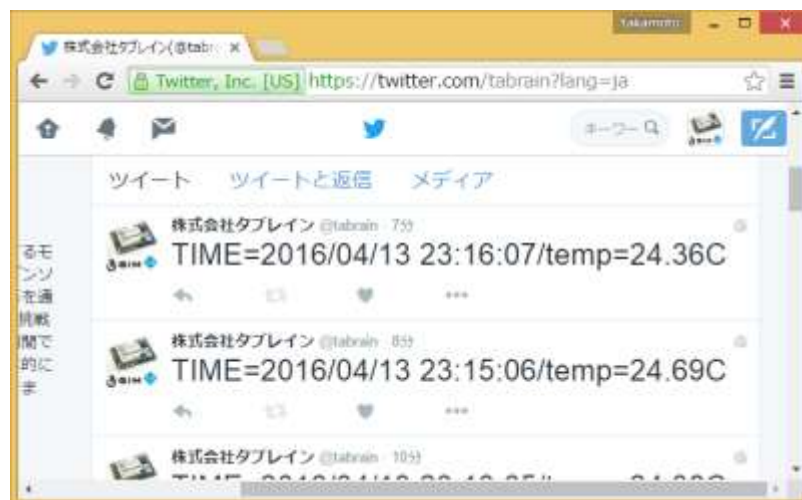 Yakamoto
株式会社タブレイン(@tabr
Twitter, Inc. [US] https://twitter.com/tabrain?lang=ja
キーワー
ツイート ツイートと返信 メディア
株式会社タブレイン @tabrain 7分
TIME=2016/04/13 23:16:07/temp=24.36C
るモ
ンソ
を通
挑戦
間で
的に
ま
株式会社タブレイン @tabrain 8分
TIME=2016/04/13 23:15:06/temp=24.69C
株式会社タブレイン @tabrain 10分